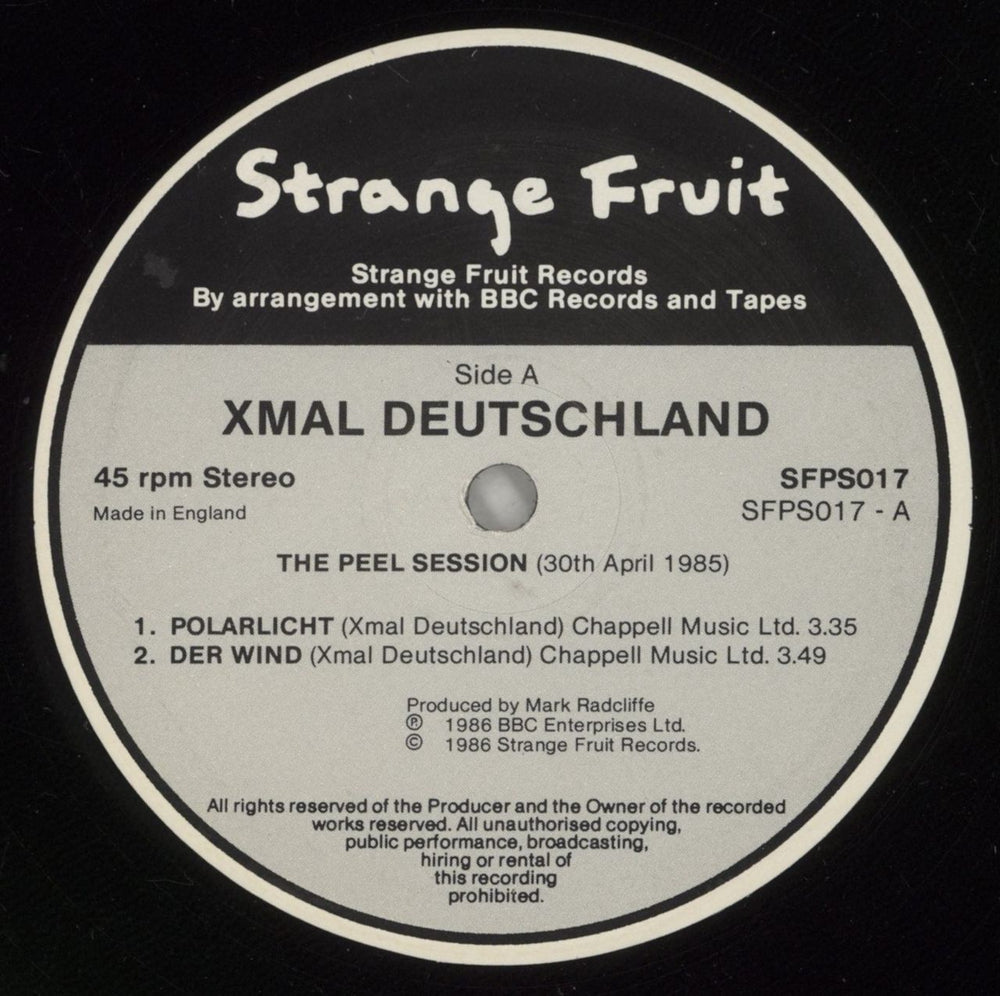 Strange Fruit
Strange Fruit Records
By arrangement with BBC Records and Tapes
Side A
XMAL DEUTSCHLAND
45 rpm Stereo
SFPS017
Made in England
SFPS017 - A
THE PEEL SESSION (30th April 1985)
1. POLARLICHT (Xmal Deutschland) Chappell Music Ltd. 3.35
2. DER WIND (Xmal Deutschland) Chappell Music Ltd. 3.49
Produced by Mark Radcliffe
Ⓟ 1986 BBC Enterprises Ltd.
© 1986 Strange Fruit Records.
All rights reserved of the Producer and the Owner of the recorded
works reserved. All unauthorised copying,
public performance, broadcasting,
hiring or rental of
this recording
prohibited.